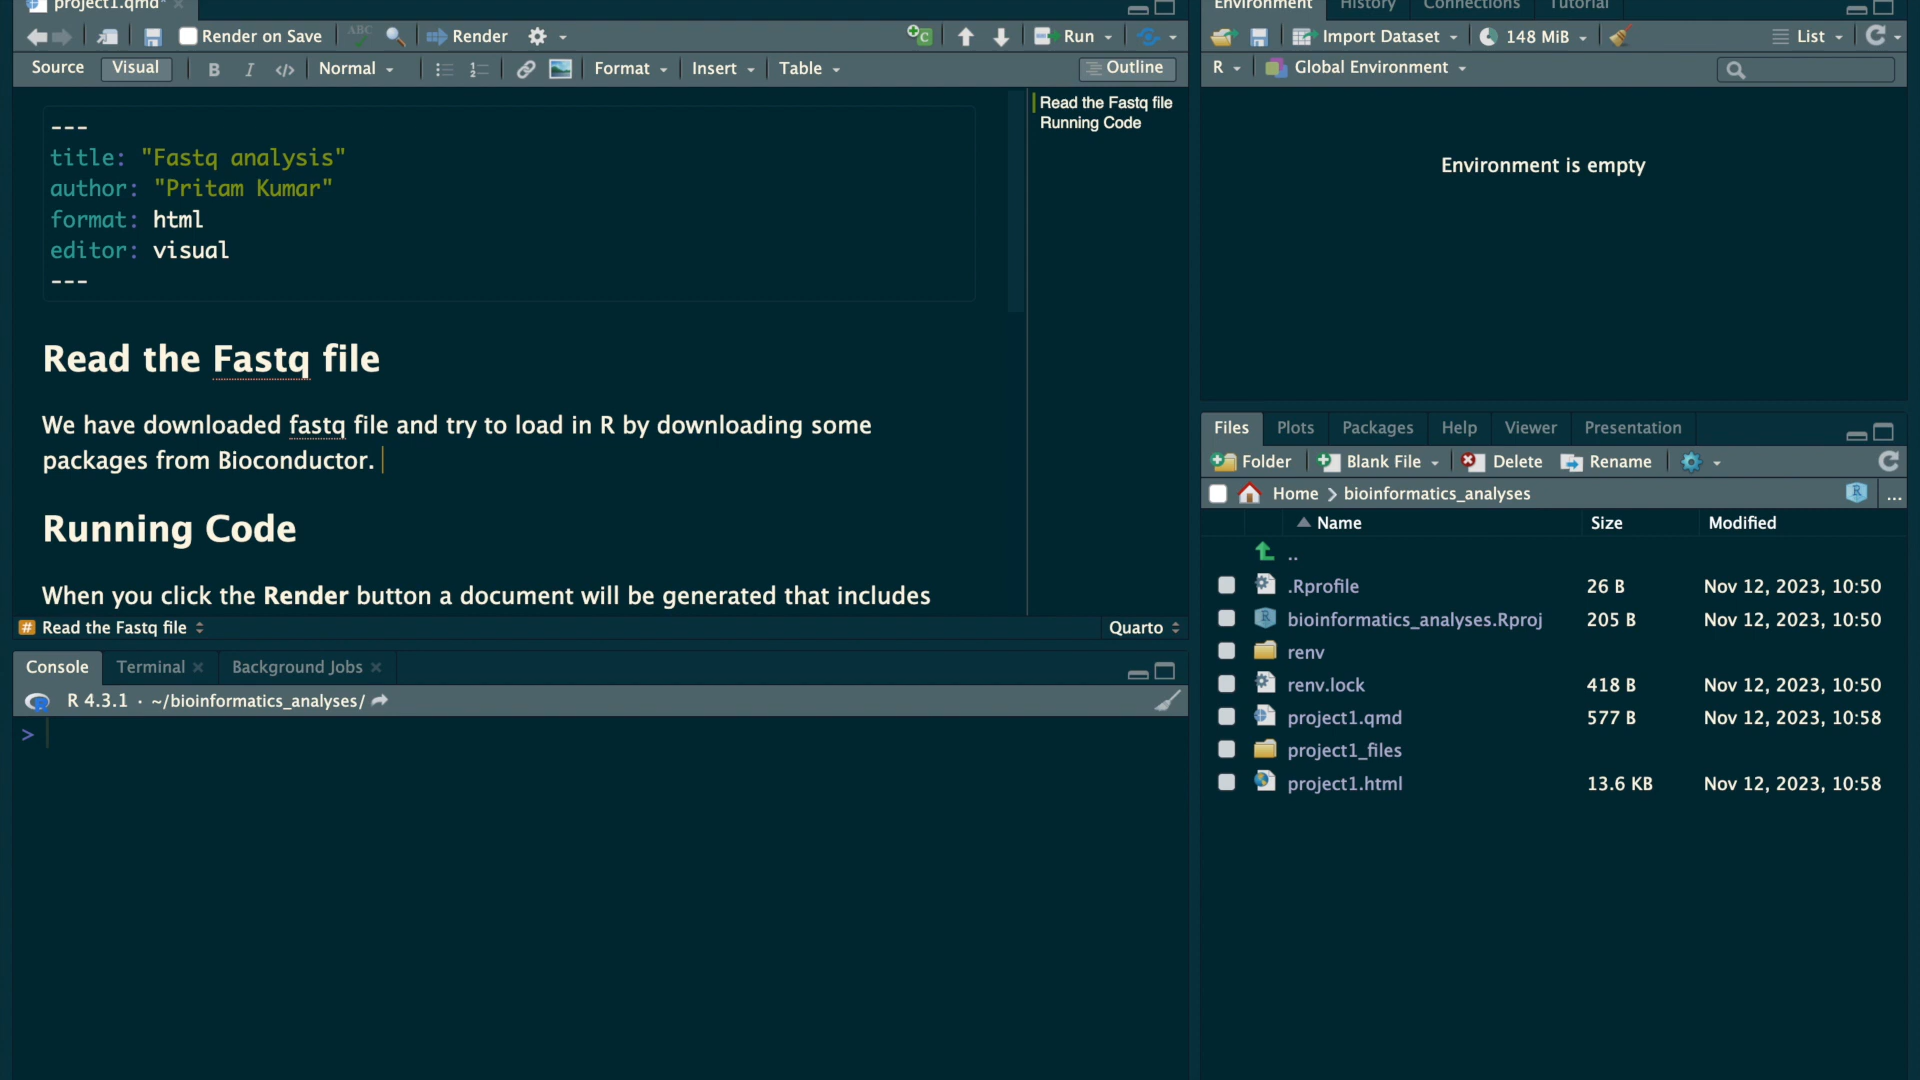 project1.qmd*
Render on Save
ABC
Render
Run
Source
Visual
B
I
</>
Normal
Format
Insert
Table
Outline
---
title: "Fastq analysis"
author: "Pritam Kumar"
format: html
editor: visual
---
Read the Fastq file
We have downloaded fastq file and try to load in R by downloading some
packages from Bioconductor.
Running Code
When you click the Render button a document will be generated that includes
Read the Fastq file
Running Code
# Read the Fastq file
Quarto
Console
Terminal
Background Jobs
R 4.3.1 · ~/bioinformatics_analyses/
>
Environment
History
Connections
Tutorial
Import Dataset
148 MiB
List
R
Global Environment
Environment is empty
Files
Plots
Packages
Help
Viewer
Presentation
Folder
Blank File
Delete
Rename
Home > bioinformatics_analyses
...
Name Size Modified
..
.Rprofile 26 B Nov 12, 2023, 10:50
bioinformatics_analyses.Rproj 205 B Nov 12, 2023, 10:50
renv
renv.lock 418 B Nov 12, 2023, 10:50
project1.qmd 577 B Nov 12, 2023, 10:58
project1_files
project1.html 13.6 KB Nov 12, 2023, 10:58